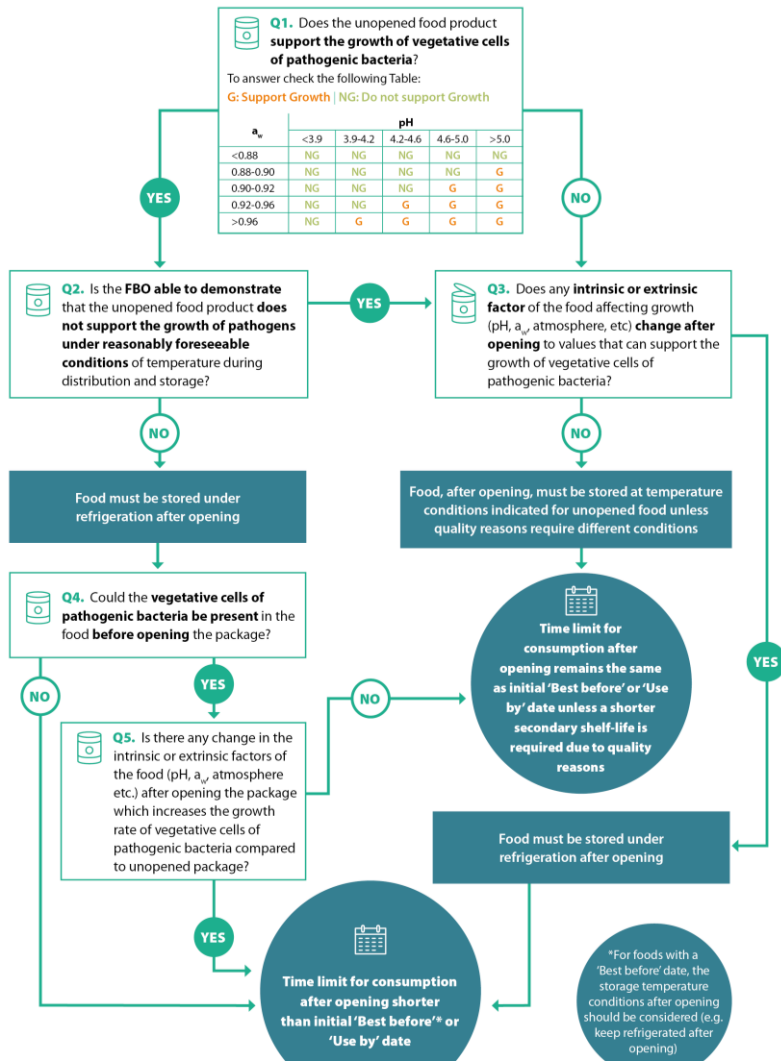 Q1. Does the unopened food product
support the growth of vegetative cells
of pathogenic bacteria?
To answer check the following Table:
G: Support Growth | NG: Do not support Growth
a_w pH
<3.9 3.9-4.2 4.2-4.6 4.6-5.0 >5.0
<0.88 NG NG NG NG NG
0.88-0.90 NG NG NG NG G
0.90-0.92 NG NG NG G G
0.92-0.96 NG NG G G G
>0.96 NG G G G G
YES
NO
Q2. Is the FBO able to demonstrate
that the unopened food product does
not support the growth of pathogens
under reasonably foreseeable
conditions of temperature during
distribution and storage?
YES
Q3. Does any intrinsic or extrinsic
factor of the food affecting growth
(pH, a_w, atmosphere, etc) change after
opening to values that can support the
growth of vegetative cells of
pathogenic bacteria?
NO
NO
Food must be stored under
refrigeration after opening
Food, after opening, must be stored at temperature
conditions indicated for unopened food unless
quality reasons require different conditions
Q4. Could the vegetative cells of
pathogenic bacteria be present in the
food before opening the package?
Time limit for
consumption after
opening remains the same
as initial ‘Best before’ or ‘Use
by’ date unless a shorter
secondary shelf-life is
required due to quality
reasons
YES
NO
YES
NO
Q5. Is there any change in the
intrinsic or extrinsic factors of
the food (pH, a_w, atmosphere
etc.) after opening the package
which increases the growth
rate of vegetative cells of
pathogenic bacteria compared
to unopened package?
Food must be stored under
refrigeration after opening
YES
Time limit for consumption
after opening shorter
than initial ‘Best before’* or
‘Use by’ date
*For foods with a
‘Best before’ date, the
storage temperature
conditions after opening
should be considered (e.g.
keep refrigerated after
opening)